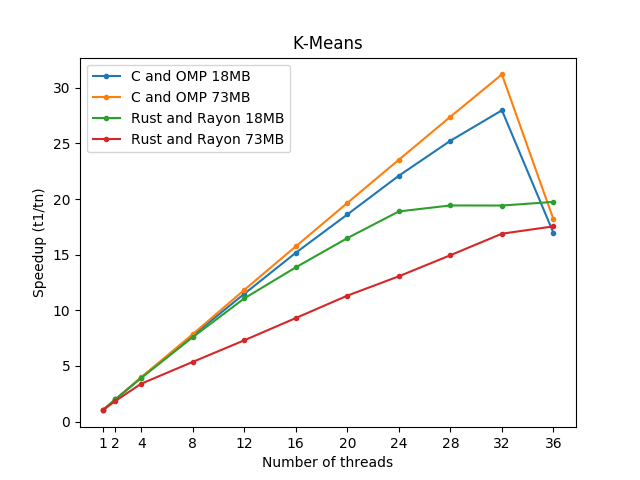 K-Means
C and OMP 18MB
C and OMP 73MB
Rust and Rayon 18MB
Rust and Rayon 73MB
Speedup (t1/tn)
30
25
20
15
10
5
0
1 2 4 8 12 16 20 24 28 32 36
Number of threads